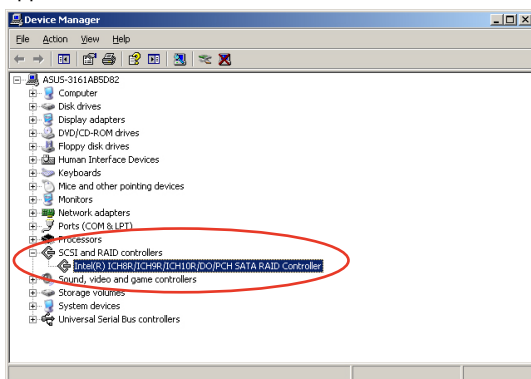 Device Manager
File Action View Help
ASUS-3161AB5D82
Computer
Disk drives
Display adapters
DVD/CD-ROM drives
Floppy disk drives
Human Interface Devices
Keyboards
Mice and other pointing devices
Monitors
Network adapters
Ports (COM & LPT)
Processors
SCSI and RAID controllers
Intel(R) ICH8R/ICH9R/ICH10R/DO/PCH SATA RAID Controller
Sound, video and game controllers
Storage volumes
System devices
Universal Serial Bus controllers